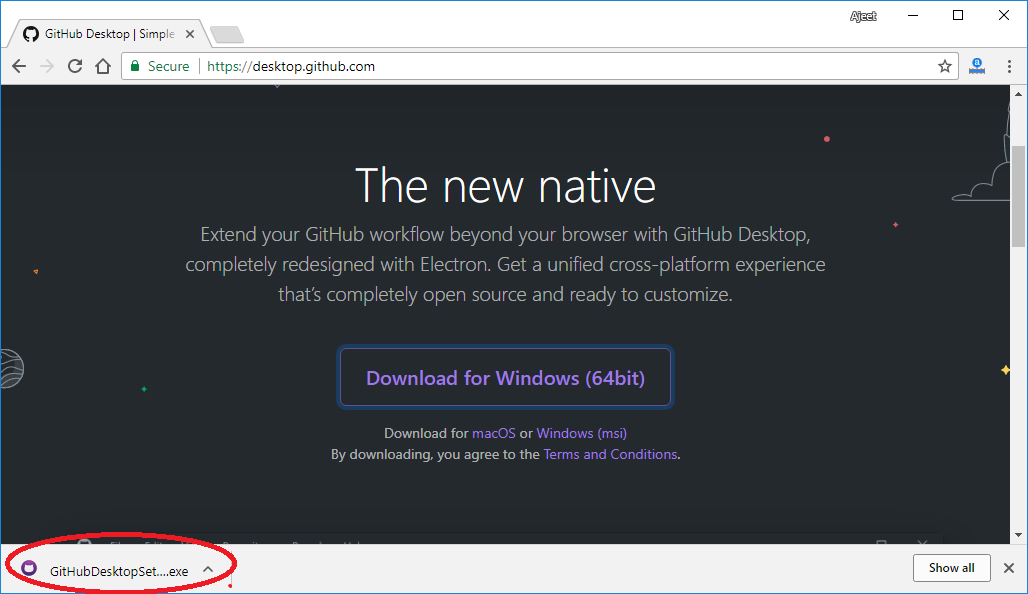 Ajeet
GitHub Desktop | Simple
Secure
https://desktop.github.com
The new native
Extend your GitHub workflow beyond your browser with GitHub Desktop,
completely redesigned with Electron. Get a unified cross-platform experience
that's completely open source and ready to customize.
Download for Windows (64bit)
Download for macOS or Windows (msi)
By downloading, you agree to the Terms and Conditions.
GitHubDesktopSet....exe
Show all